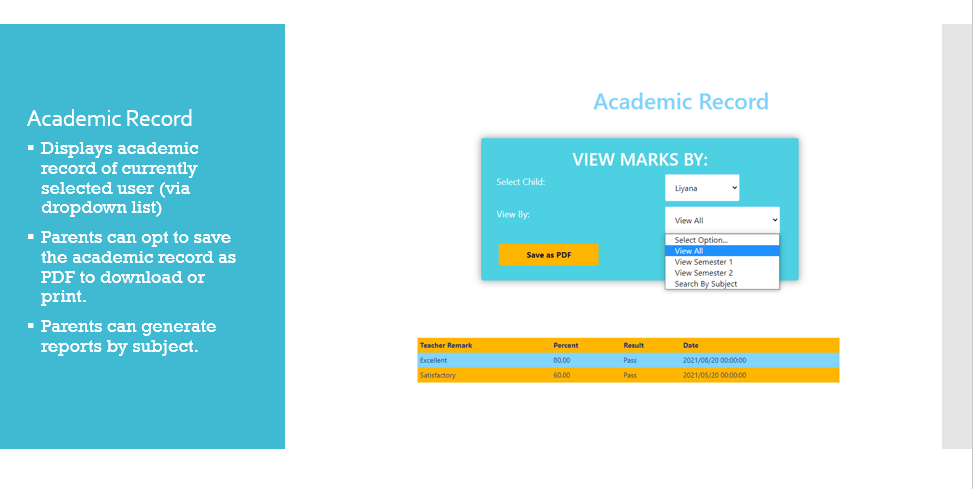 Academic Record
▪ Displays academic
record of currently
selected user (via
dropdown list)
▪ Parents can opt to save
the academic record as
PDF to download or
print.
▪ Parents can generate
reports by subject.
Academic Record
VIEW MARKS BY:
Select Child: Liyana
View By: View All
Select Option...
View All
View Semester 1
View Semester 2
Search By Subject
Save as PDF
Teacher Remark Percent Result Date
Excellent 80.00 Pass 2021/08/20 00:00:00
Satisfactory 60.00 Pass 2021/05/20 00:00:00